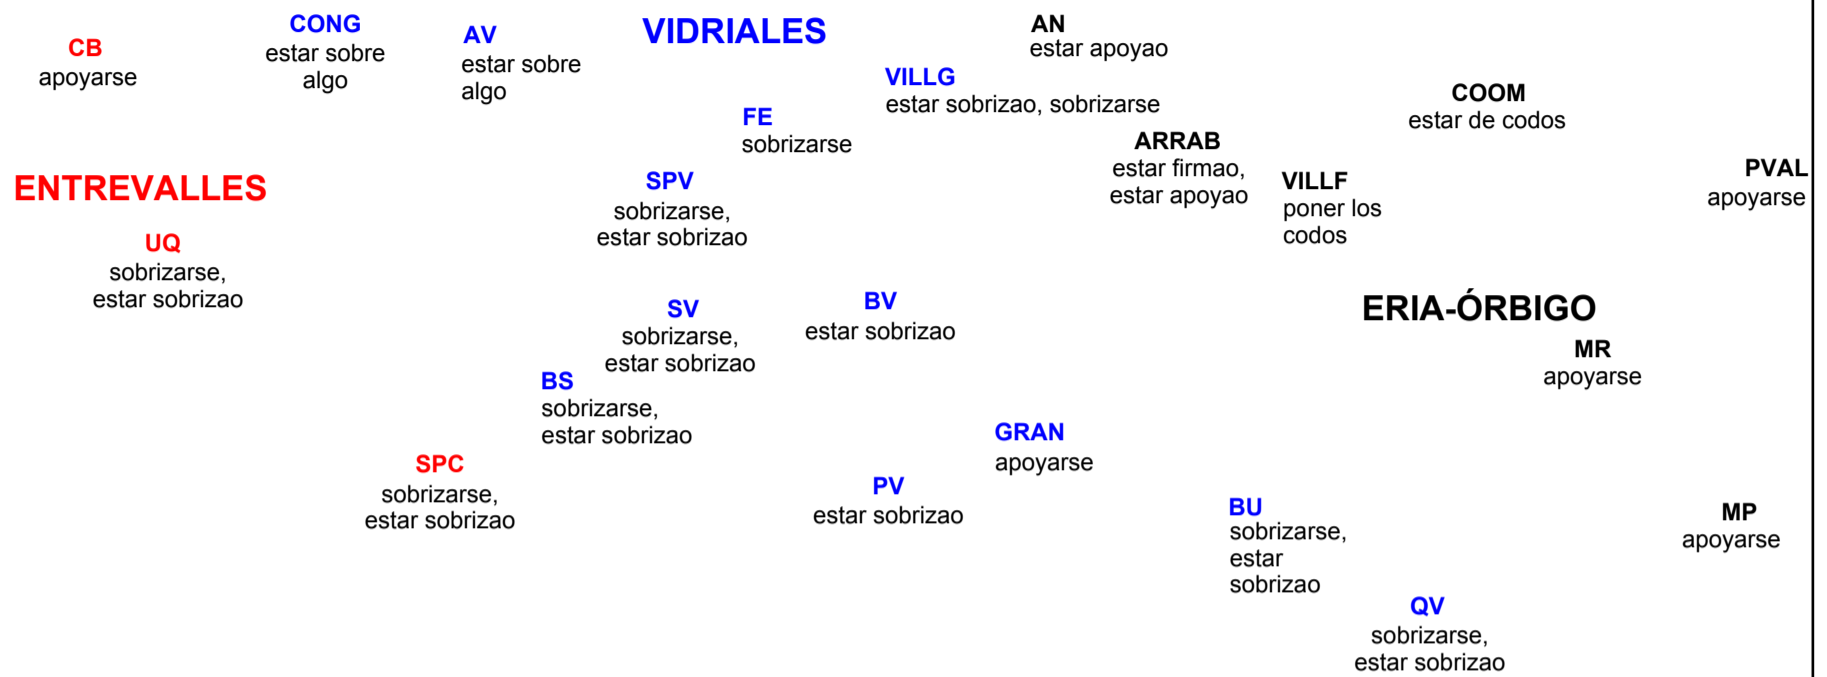 CONG
estar sobre
algo
AV
estar sobre
algo
VIDRIALES
AN
estar apoyao
CB
apoyarse
VILLG
estar sobrizao, sobrizarse
COOM
estar de codos
FE
sobrizarse
ARRAB
estar firmao,
estar apoyao
PVAL
apoyarse
ENTREVALLES
SPV
sobrizarse,
estar sobrizao
VILLF
poner los
codos
UQ
sobrizarse,
estar sobrizao
SV
sobrizarse,
estar sobrizao
BV
estar sobrizao
ERIA-ÓRBIGO
MR
apoyarse
BS
sobrizarse,
estar sobrizao
GRAN
apoyarse
SPC
sobrizarse,
estar sobrizao
PV
estar sobrizao
BU
sobrizarse,
estar
sobrizao
MP
apoyarse
QV
sobrizarse,
estar sobrizao